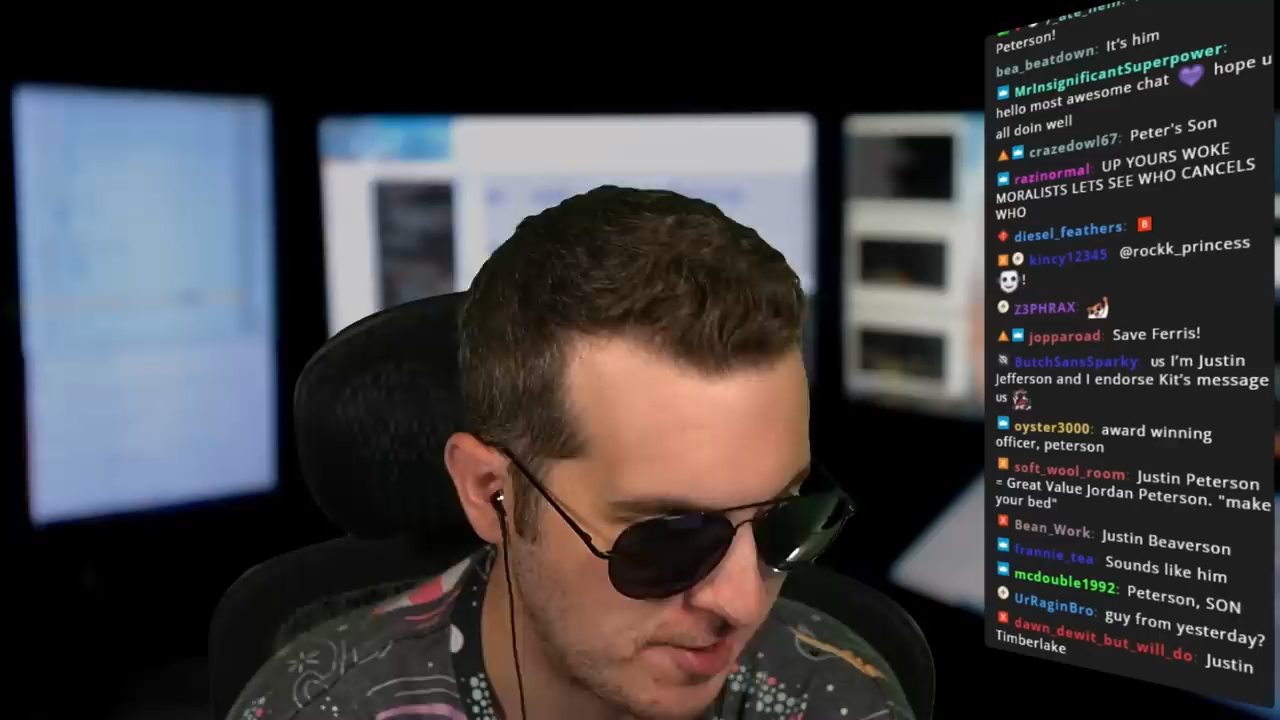 Peterson!
bea_beatdown: It's him
MrInsignificantSuperpower:
hello most awesome chat hope u
all doin well
crazedowl67: Peter's Son
razinormal: UP YOURS WOKE
MORALISTS LETS SEE WHO CANCELS
WHO
diesel_feathers: B
kincy12345 @rockk_princess
!
Z3PHRAX:
jopparoad: Save Ferris!
ButchSansSparky us I'm Justin
Jefferson and I endorse Kit's message
us
oyster3000: award winning
officer, peterson
soft_wool_room: Justin Peterson
= Great Value Jordan Peterson. "make
your bed"
Bean_Work: Justin Beaverson
frannie_tea Sounds like him
mcdouble1992: Peterson, SON
UrRaginBro: guy from yesterday?
dawn_dewit_but_will_do: Justin
Timberlake